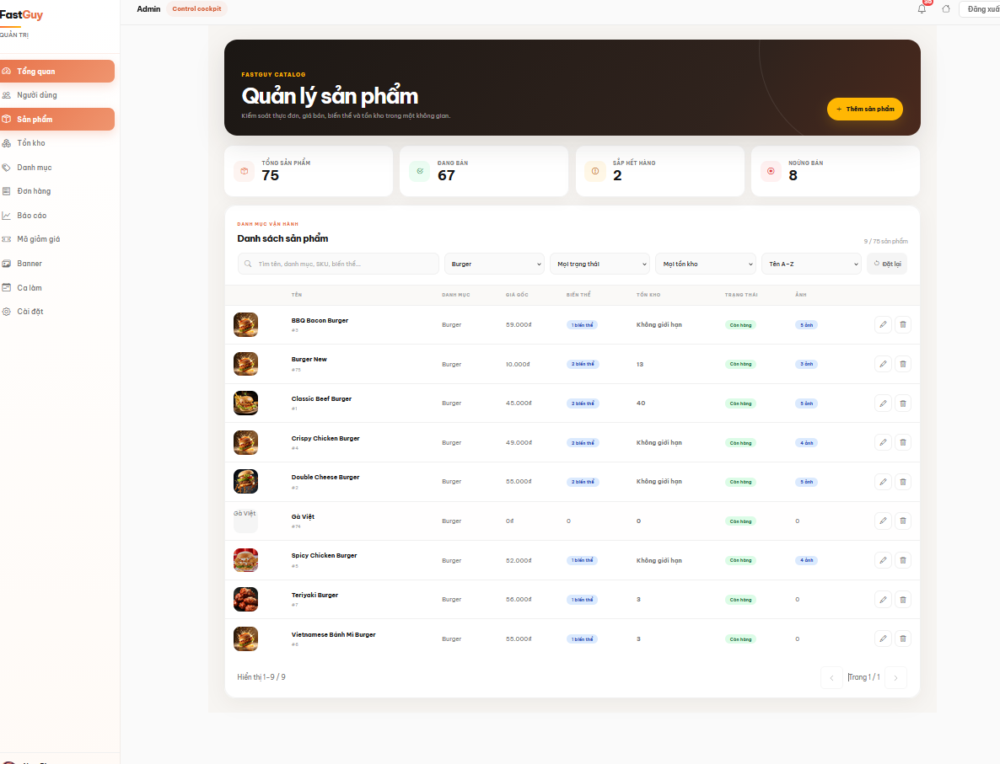 FastGuy
QUẢN TRỊ
Tổng quan
Người dùng
Sản phẩm
Tồn kho
Danh mục
Đơn hàng
Báo cáo
Mã giảm giá
Banner
Ca làm
Cài đặt
Admin Control cockpit
Đăng xuấ
FASTGUY CATALOG
Quản lý sản phẩm
Kiểm soát thực đơn, giá bán, biến thể và tồn kho trong một không gian.
+ Thêm sản phẩm
TỔNG SẢN PHẨM
75
ĐANG BÁN
67
SẮP HẾT HÀNG
2
NGỪNG BÁN
8
DANH MỤC VẬN HÀNH
Danh sách sản phẩm
9 / 75 sản phẩm
Tìm tên, danh mục, SKU, biến thể... Burger Mọi trạng thái Mọi tồn kho Tên A–Z Đặt lại
TÊN DANH MỤC GIÁ GỐC BIẾN THỂ TỒN KHO TRẠNG THÁI ẢNH
BBQ Bacon Burger Burger 59.000₫ 1 biến thể Không giới hạn Còn hàng 5 ảnh
#3
Burger New Burger 10.000₫ 2 biến thể 13 Còn hàng 3 ảnh
#75
Classic Beef Burger Burger 45.000₫ 2 biến thể 40 Còn hàng 5 ảnh
#1
Crispy Chicken Burger Burger 49.000₫ 2 biến thể Không giới hạn Còn hàng 4 ảnh
#4
Double Cheese Burger Burger 55.000₫ 2 biến thể Không giới hạn Còn hàng 5 ảnh
#2
Gà Việt Gà Việt Burger 0₫ 0 0 Còn hàng 0
#74
Spicy Chicken Burger Burger 52.000₫ 1 biến thể Không giới hạn Còn hàng 4 ảnh
#5
Teriyaki Burger Burger 56.000₫ 1 biến thể 3 Còn hàng 0
#7
Vietnamese Bánh Mì Burger Burger 55.000₫ 1 biến thể 3 Còn hàng 0
#6
Hiển thị 1–9 / 9
Trang 1 / 1